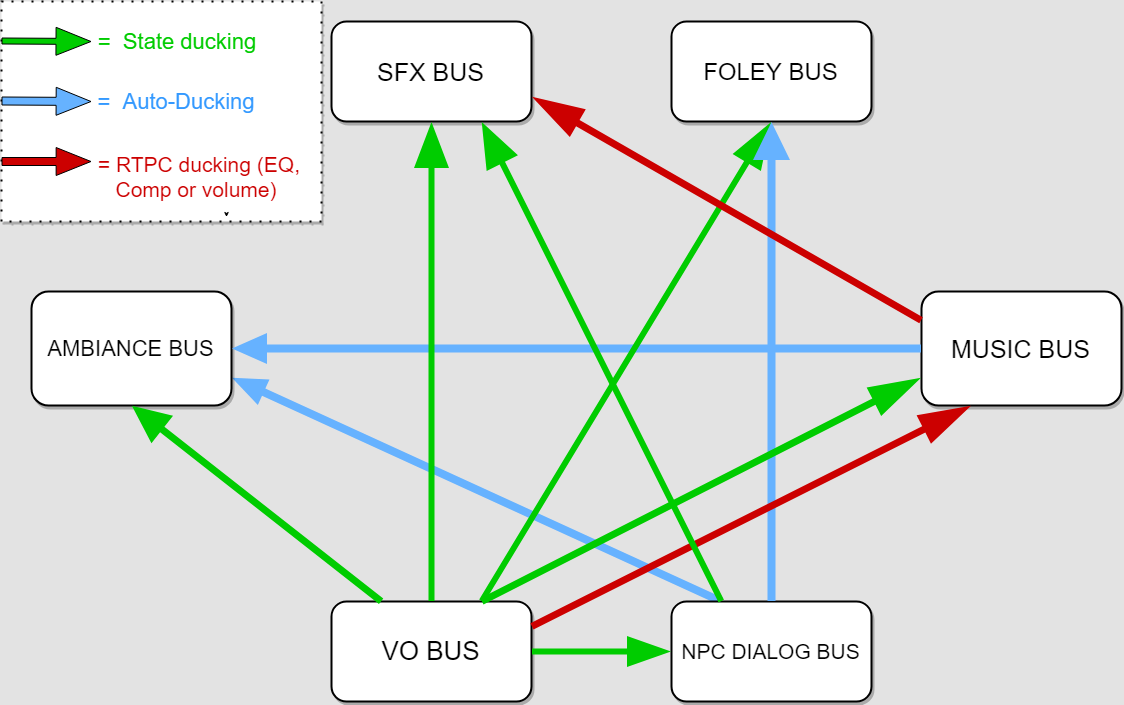 = State ducking
= Auto-Ducking
= RTPC ducking (EQ,
Comp or volume)
SFX BUS
FOLEY BUS
AMBIANCE BUS
MUSIC BUS
VO BUS
NPC DIALOG BUS